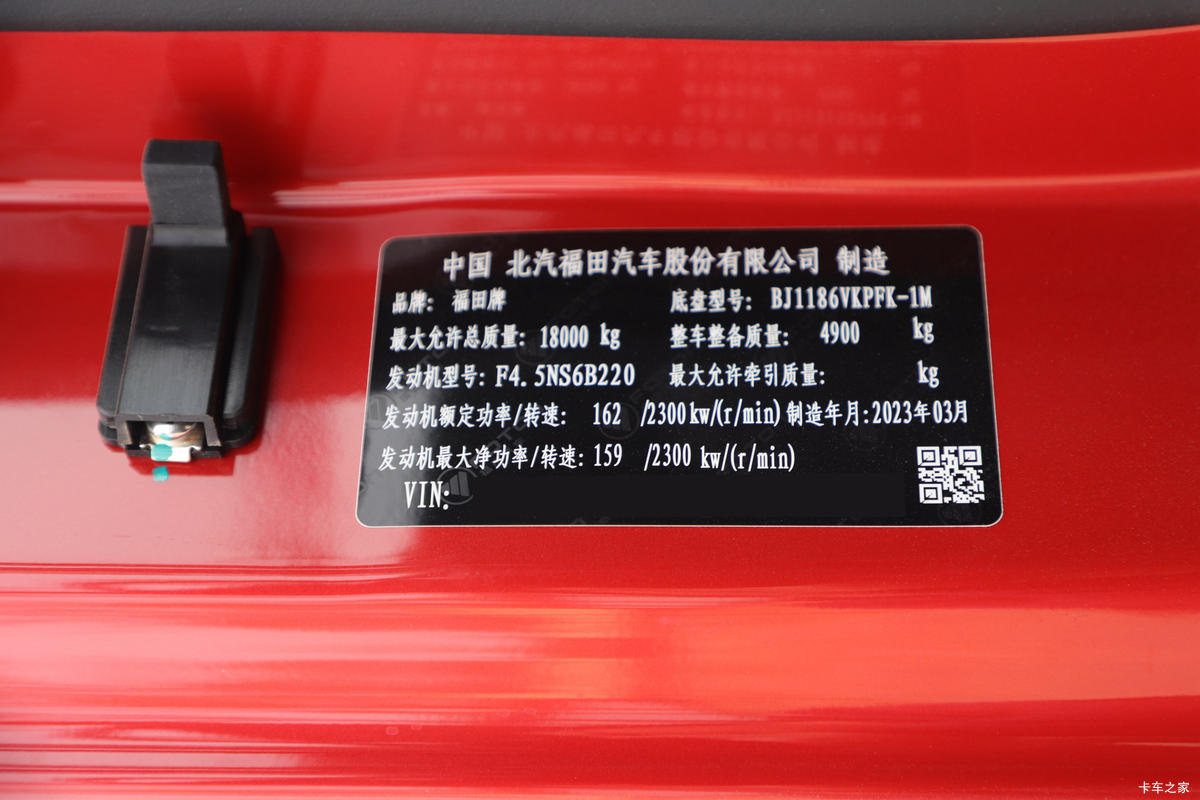 中国 北汽福田汽车股份有限公司 制造
品牌: 福田牌 底盘型号: BJ1186VKPFK-1M
最大允许总质量: 18000 kg 整车整备质量: 4900 kg
发动机型号: F4.5NS6B220 最大允许牵引质量: kg
发动机额定功率/转速: 162 /2300kw/(r/min) 制造年月:2023年03月
发动机最大净功率/转速: 159 /2300 kw/(r/min)
VIN:
卡车之家